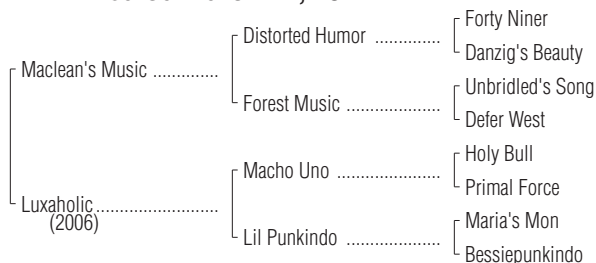 Forty Niner
Distorted Humor ..............
Danzig's Beauty
Maclean's Music ..............
Unbridled's Song
Forest Music .....................
Defer West
Holy Bull
Macho Uno ......................
Primal Force
Luxaholic..........................
(2006)
Maria's Mon
Lil Punkindo .....................
Bessiepunkindo